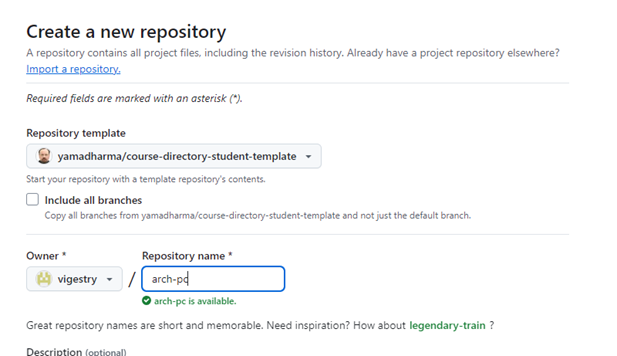 Create a new repository
A repository contains all project files, including the revision history. Already have a project repository elsewhere?
Import a repository.
Required fields are marked with an asterisk (*).
Repository template
yamadharma/course-directory-student-template
Start your repository with a template repository's contents.
Include all branches
Copy all branches from yamadharma/course-directory-student-template and not just the default branch.
Owner * Repository name *
vigestry / arch-pc
arch-pc is available.
Great repository names are short and memorable. Need inspiration? How about legendary-train ?
Description (optional)